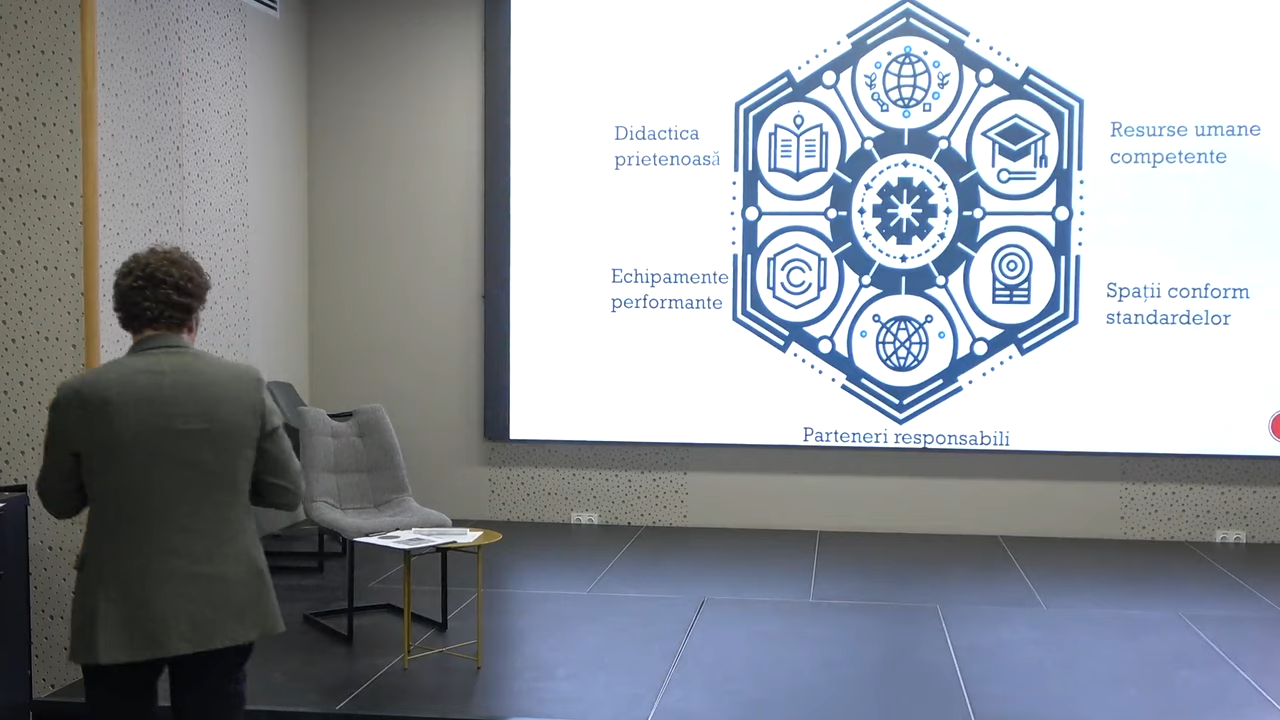 Didactica
prietenoasă
Resurse umane
competente
Echipamente
performante
Spații conform
standardelor
Parteneri responsabili